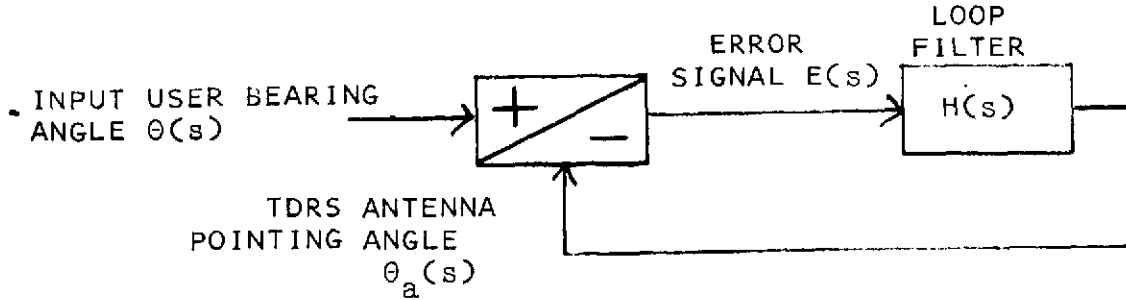 LOOP
FILTER
ERROR
SIGNAL E(s)
INPUT USER BEARING
ANGLE Θ(s)
+
−
H(s)
TDRS ANTENNA
POINTING ANGLE
Θa(s)